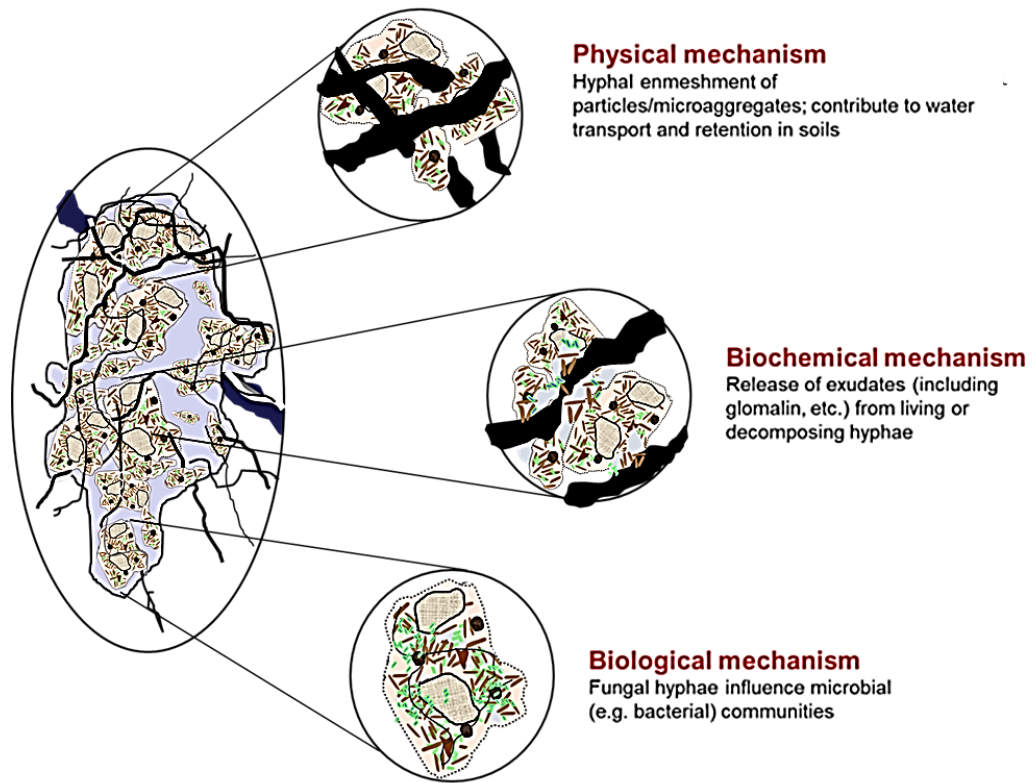 Physical mechanism
Hyphal enmeshment of
particles/microaggregates; contribute to water
transport and retention in soils
Biochemical mechanism
Release of exudates (including
glomalin, etc.) from living or
decomposing hyphae
Biological mechanism
Fungal hyphae influence microbial
(e.g. bacterial) communities